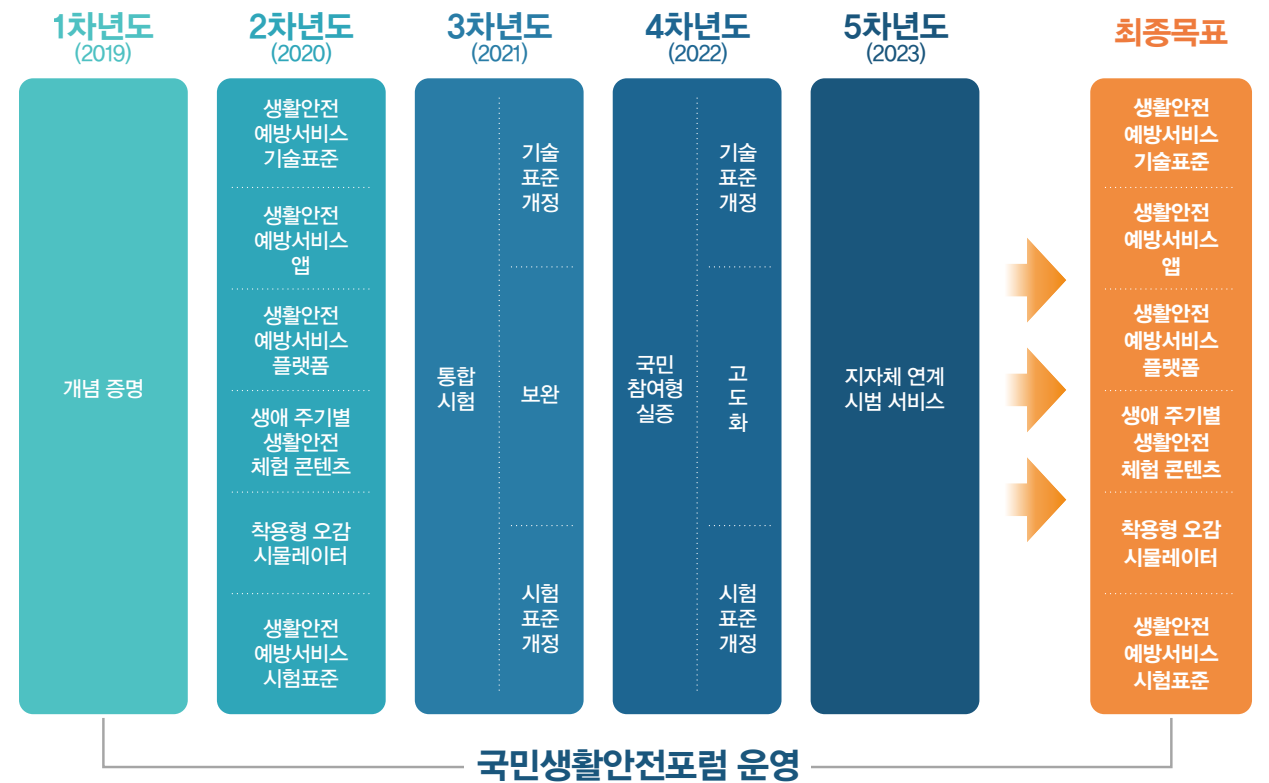 1차년도
(2019)
개념 증명
2차년도
(2020)
생활안전
예방서비스
기술표준
생활안전
예방서비스
앱
생활안전
예방서비스
플랫폼
생애 주기별
생활안전
체험 콘텐츠
착용형 오감
시물레이터
생활안전
예방서비스
시험표준
3차년도
(2021)
통합
시험
기술
표준
개정
보완
시험
표준
개정
4차년도
(2022)
국민
참여형
실증
기술
표준
개정
고
도
화
시험
표준
개정
5차년도
(2023)
지자체 연계
시범 서비스
최종목표
생활안전
예방서비스
기술표준
생활안전
예방서비스
앱
생활안전
예방서비스
플랫폼
생애 주기별
생활안전
체험 콘텐츠
착용형 오감
시물레이터
생활안전
예방서비스
시험표준
국민생활안전포럼 운영